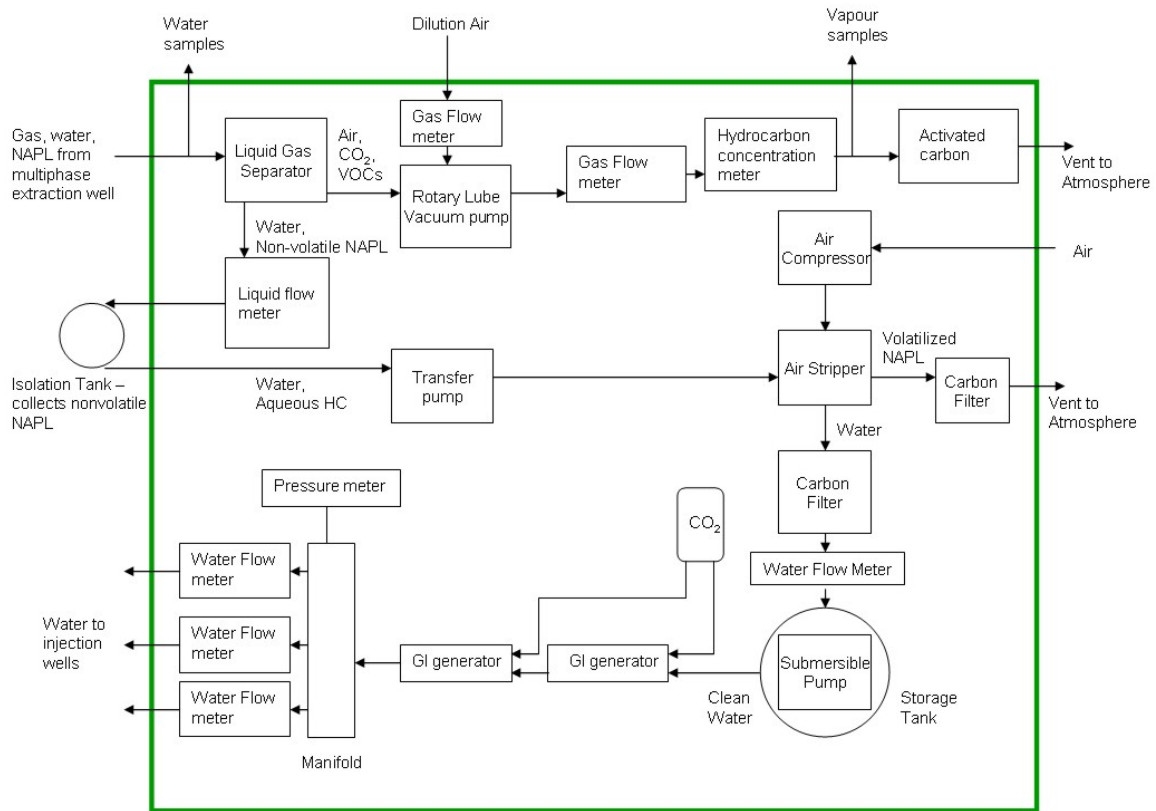 Water
samples
Dilution Air
Vapour
samples
Gas, water,
NAPL from
multiphase
extraction well
Liquid Gas
Separator
Air,
CO2,
VOCs
Gas Flow
meter
Rotary Lube
Vacuum pump
Gas Flow
meter
Hydrocarbon
concentration
meter
Activated
carbon
Vent to
Atmosphere
Water,
Non-volatile NAPL
Air
Compressor
Air
Liquid flow
meter
Isolation Tank –
collects nonvolatile
NAPL
Water,
Aqueous HC
Transfer
pump
Air Stripper
Volatilized
NAPL
Carbon
Filter
Vent to
Atmosphere
Water
Carbon
Filter
Pressure meter
CO2
Water Flow Meter
Water Flow
meter
Water to
injection
wells
Water Flow
meter
Water Flow
meter
GI generator
GI generator
Clean
Water
Submersible
Pump
Storage
Tank
Manifold